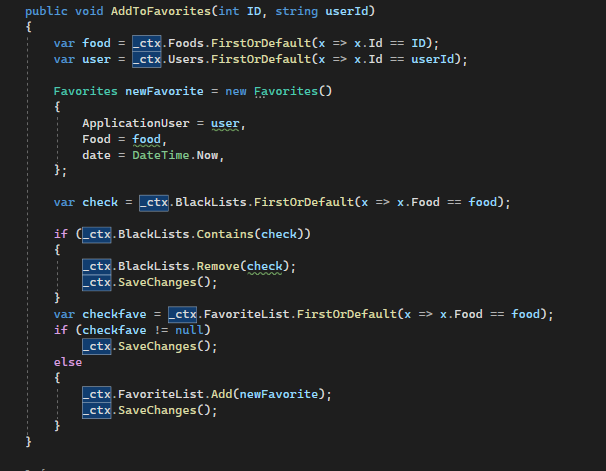 public void AddToFavorites(int ID, string userId)
{
var food = _ctx.Foods.FirstOrDefault(x => x.Id == ID);
var user = _ctx.Users.FirstOrDefault(x => x.Id == userId);
Favorites newFavorite = new Favorites()
{
ApplicationUser = user,
Food = food,
date = DateTime.Now,
};
var check = _ctx.BlackLists.FirstOrDefault(x => x.Food == food);
if (_ctx.BlackLists.Contains(check))
{
_ctx.BlackLists.Remove(check);
_ctx.SaveChanges();
}
var checkfave = _ctx.FavoriteList.FirstOrDefault(x => x.Food == food);
if (checkfave != null)
_ctx.SaveChanges();
else
{
_ctx.FavoriteList.Add(newFavorite);
_ctx.SaveChanges();
}
}